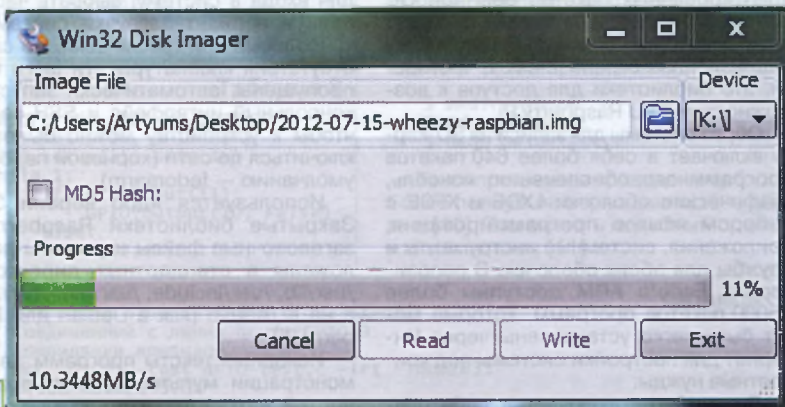 Win32 Disk Imager
Image File
Device
C:/Users/Artyums/Desktop/2012-07-15-wheezy-raspbian.img
[K:\]
MD5 Hash:
Progress
11%
Cancel
Read
Write
Exit
10.3448MB/s